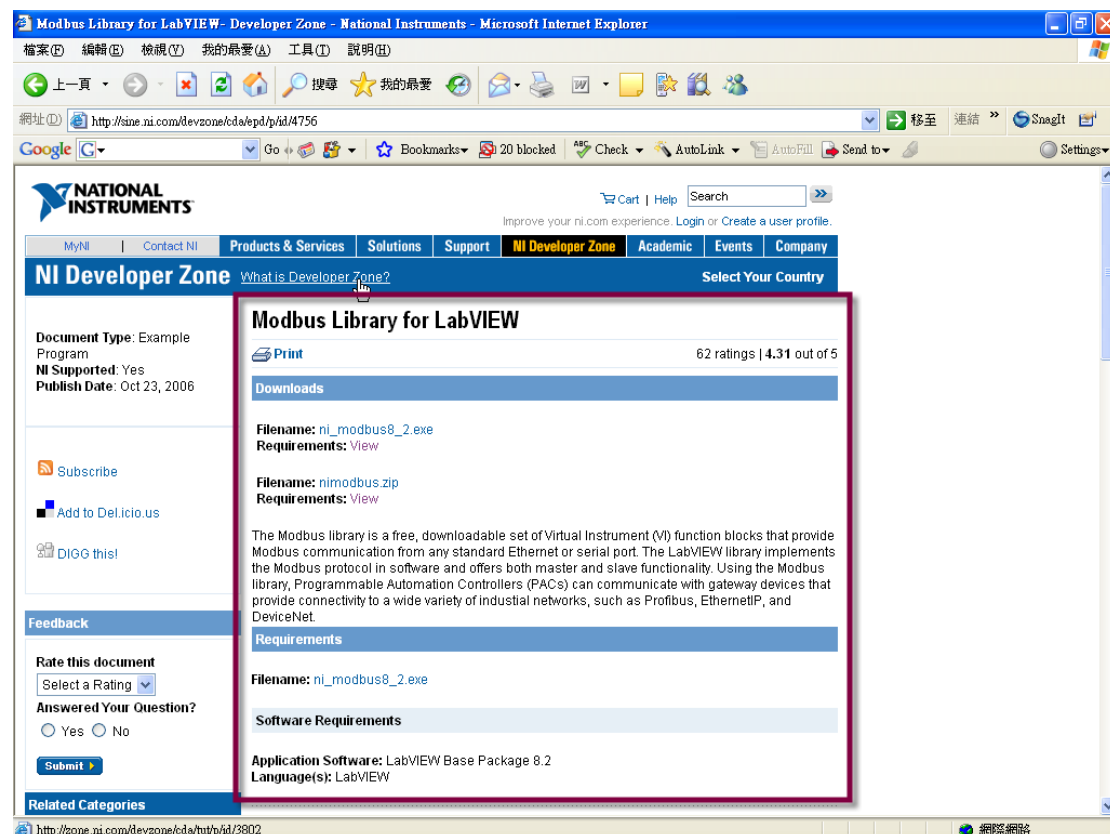 Modbus Library for LabVIEW- Developer Zone - National Instruments - Microsoft Internet Explorer
檔案(F) 編輯(E) 檢視(V) 我的最愛(A) 工具(T) 說明(H)
上一頁 搜尋 我的最愛
網址(D) http://sine.ni.com/devzone/cda/epd/p/id/4756 移至 連結 » SnagIt
Google G Go Bookmarks 20 blocked ABC Check AutoLink AutoFill Send to Settings
NATIONAL
INSTRUMENTS
Cart | Help Search
Improve your ni.com experience. Login or Create a user profile.
MyNI | Contact NI Products & Services Solutions Support NI Developer Zone Academic Events Company
NI Developer Zone What is Developer Zone? Select Your Country
Document Type: Example
Program
NI Supported: Yes
Publish Date: Oct 23, 2006
Subscribe
Add to Del.icio.us
DIGG this!
Feedback
Rate this document
Select a Rating
Answered Your Question?
Yes No
Submit
Related Categories
Modbus Library for LabVIEW
Print 62 ratings | 4.31 out of 5
Downloads
Filename: ni_modbus8_2.exe
Requirements: View
Filename: nimodbus.zip
Requirements: View
The Modbus library is a free, downloadable set of Virtual Instrument (VI) function blocks that provide
Modbus communication from any standard Ethernet or serial port. The LabVIEW library implements
the Modbus protocol in software and offers both master and slave functionality. Using the Modbus
library, Programmable Automation Controllers (PACs) can communicate with gateway devices that
provide connectivity to a wide variety of industial networks, such as Profibus, EthernetIP, and
DeviceNet.
Requirements
Filename: ni_modbus8_2.exe
Software Requirements
Application Software: LabVIEW Base Package 8.2
Language(s): LabVIEW
http://zone.ni.com/devzone/cda/tut/p/id/3802 網際網路